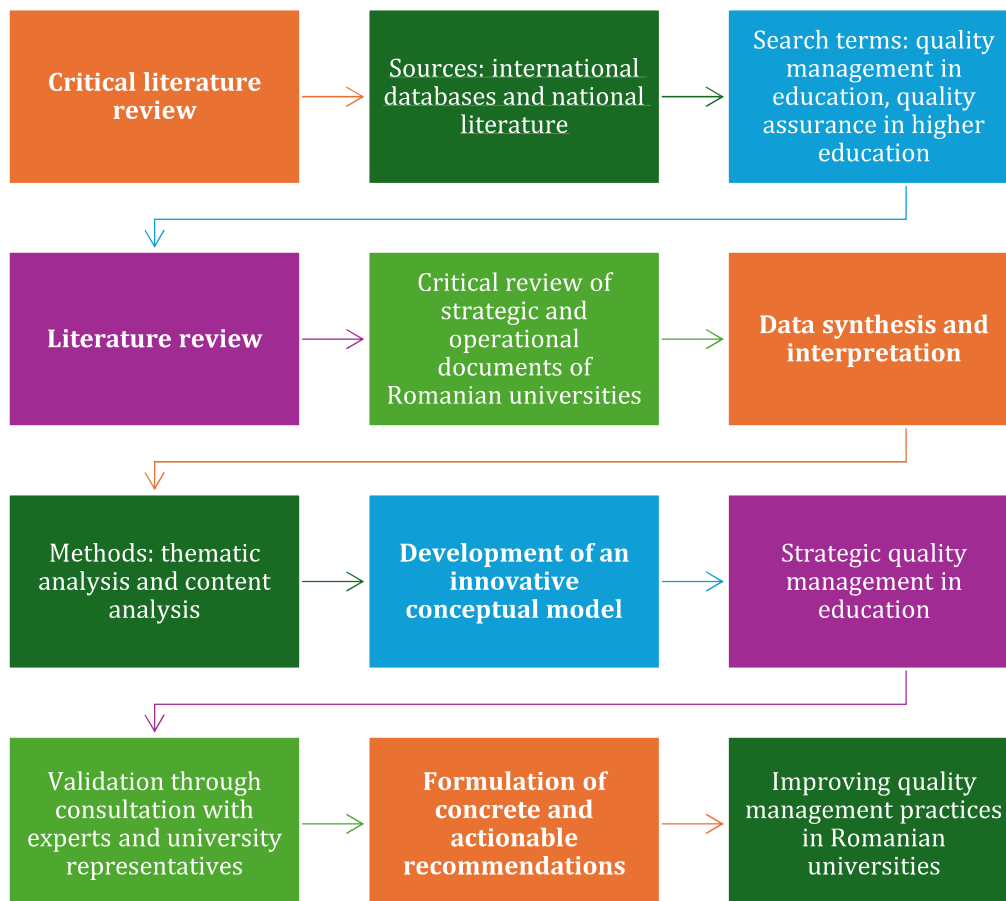 Critical literature
review
Sources: international
databases and national
literature
Search terms: quality
management in
education, quality
assurance in higher
education
Literature review
Critical review of
strategic and
operational
documents of
Romanian universities
Data synthesis and
interpretation
Methods: thematic
analysis and content
analysis
Development of an
innovative
conceptual model
Strategic quality
management in
education
Validation through
consultation with
experts and university
representatives
Formulation of
concrete and
actionable
recommendations
Improving quality
management practices
in Romanian
universities